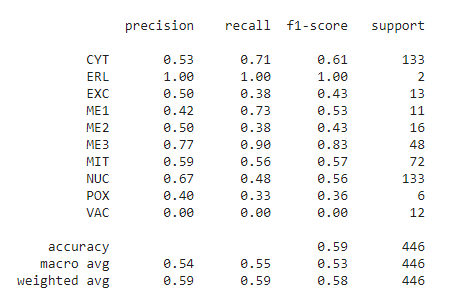 precision recall f1-score support
CYT 0.53 0.71 0.61 133
ERL 1.00 1.00 1.00 2
EXC 0.50 0.38 0.43 13
ME1 0.42 0.73 0.53 11
ME2 0.50 0.38 0.43 16
ME3 0.77 0.90 0.83 48
MIT 0.59 0.56 0.57 72
NUC 0.67 0.48 0.56 133
POX 0.40 0.33 0.36 6
VAC 0.00 0.00 0.00 12
accuracy 0.59 446
macro avg 0.54 0.55 0.53 446
weighted avg 0.59 0.59 0.58 446